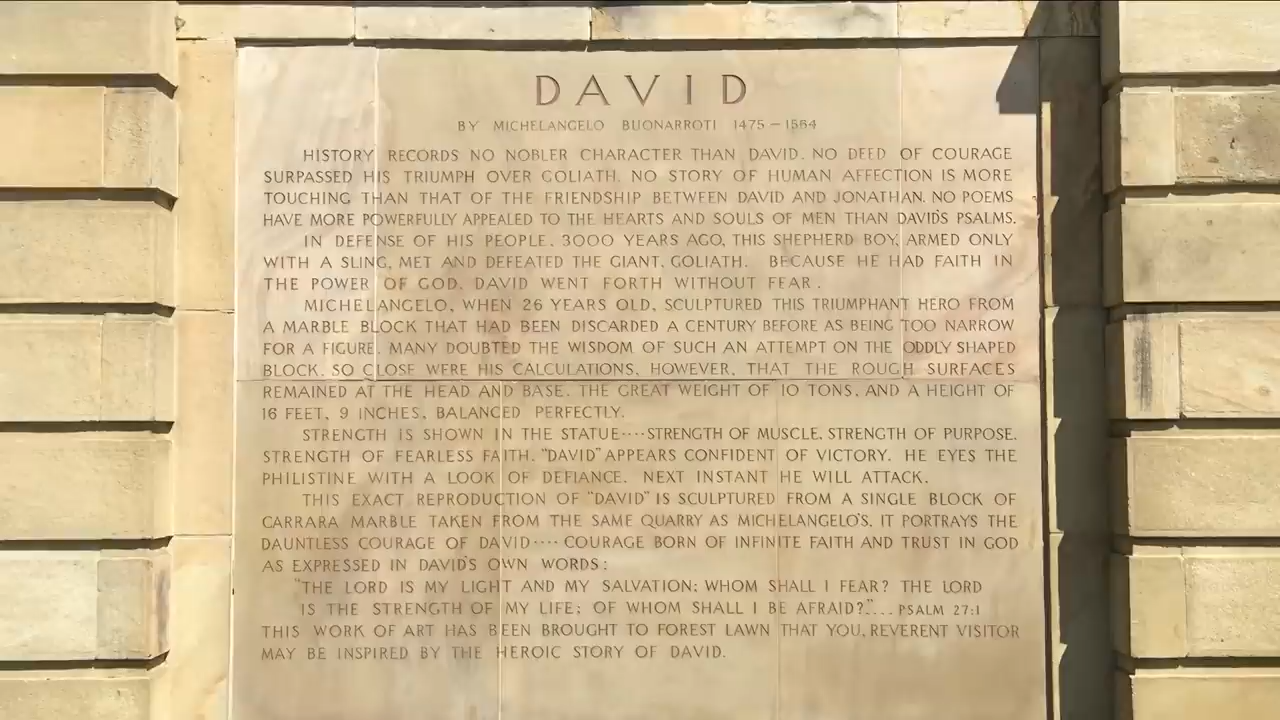 DAVID
BY MICHELANGELO BUONARROTI 1475–1564
HISTORY RECORDS NO NOBLER CHARACTER THAN DAVID. NO DEED OF COURAGE
SURPASSED HIS TRIUMPH OVER GOLIATH. NO STORY OF HUMAN AFFECTION IS MORE
TOUCHING THAN THAT OF THE FRIENDSHIP BETWEEN DAVID AND JONATHAN. NO POEMS
HAVE MORE POWERFULLY APPEALED TO THE HEARTS AND SOULS OF MEN THAN DAVID'S PSALMS.
IN DEFENSE OF HIS PEOPLE, 3000 YEARS AGO, THIS SHEPHERD BOY, ARMED ONLY
WITH A SLING, MET AND DEFEATED THE GIANT, GOLIATH. BECAUSE HE HAD FAITH IN
THE POWER OF GOD, DAVID WENT FORTH WITHOUT FEAR.
MICHELANGELO, WHEN 26 YEARS OLD, SCULPTURED THIS TRIUMPHANT HERO FROM
A MARBLE BLOCK THAT HAD BEEN DISCARDED A CENTURY BEFORE AS BEING TOO NARROW
FOR A FIGURE. MANY DOUBTED THE WISDOM OF SUCH AN ATTEMPT ON THE ODDLY SHAPED
BLOCK. SO CLOSE WERE HIS CALCULATIONS, HOWEVER, THAT THE ROUGH SURFACES
REMAINED AT THE HEAD AND BASE. THE GREAT WEIGHT OF 10 TONS, AND A HEIGHT OF
16 FEET, 9 INCHES, BALANCED PERFECTLY.
STRENGTH IS SHOWN IN THE STATUE····STRENGTH OF MUSCLE, STRENGTH OF PURPOSE,
STRENGTH OF FEARLESS FAITH. "DAVID" APPEARS CONFIDENT OF VICTORY. HE EYES THE
PHILISTINE WITH A LOOK OF DEFIANCE. NEXT INSTANT HE WILL ATTACK.
THIS EXACT REPRODUCTION OF "DAVID" IS SCULPTURED FROM A SINGLE BLOCK OF
CARRARA MARBLE TAKEN FROM THE SAME QUARRY AS MICHELANGELO'S. IT PORTRAYS THE
DAUNTLESS COURAGE OF DAVID····COURAGE BORN OF INFINITE FAITH AND TRUST IN GOD
AS EXPRESSED IN DAVID'S OWN WORDS:
"THE LORD IS MY LIGHT AND MY SALVATION; WHOM SHALL I FEAR? THE LORD
IS THE STRENGTH OF MY LIFE; OF WHOM SHALL I BE AFRAID?".... PSALM 27:1
THIS WORK OF ART HAS BEEN BROUGHT TO FOREST LAWN THAT YOU, REVERENT VISITOR
MAY BE INSPIRED BY THE HEROIC STORY OF DAVID.